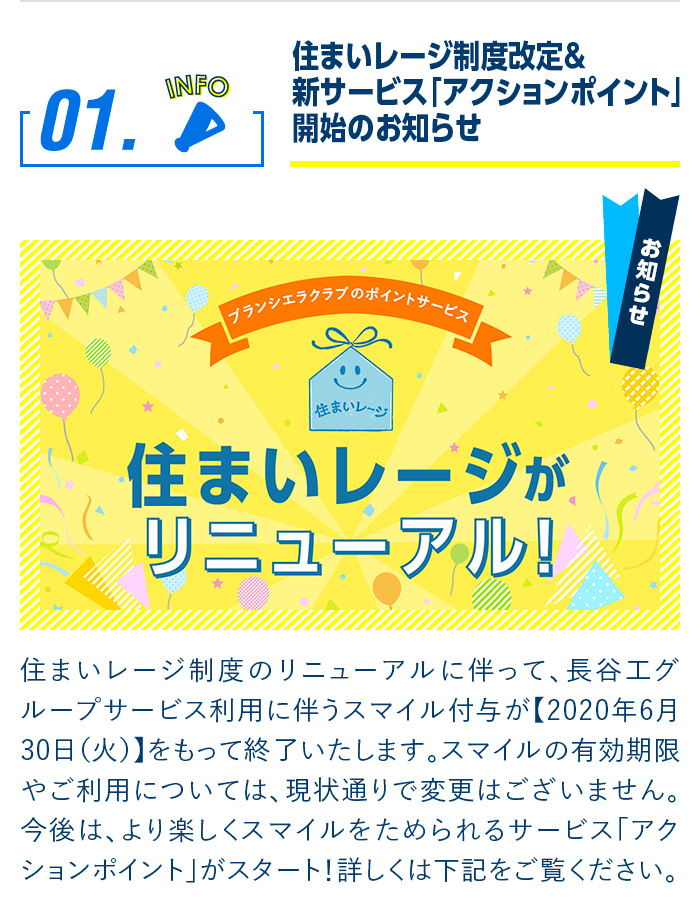 01.
INFO
住まいレージ制度改定&
新サービス「アクションポイント」
開始のお知らせ
お知らせ
ブランシエラクラブのポイントサービス
住まいレージ
住まいレージが
リニューアル!
住まいレージ制度のリニューアルに伴って、長谷工グ
ループサービス利用に伴うスマイル付与が【2020年6月
30日(火)】をもって終了いたします。スマイルの有効期限
やご利用については、現状通りで変更はございません。
今後は、より楽しくスマイルをためられるサービス「アク
ションポイント」がスタート!詳しくは下記をご覧ください。